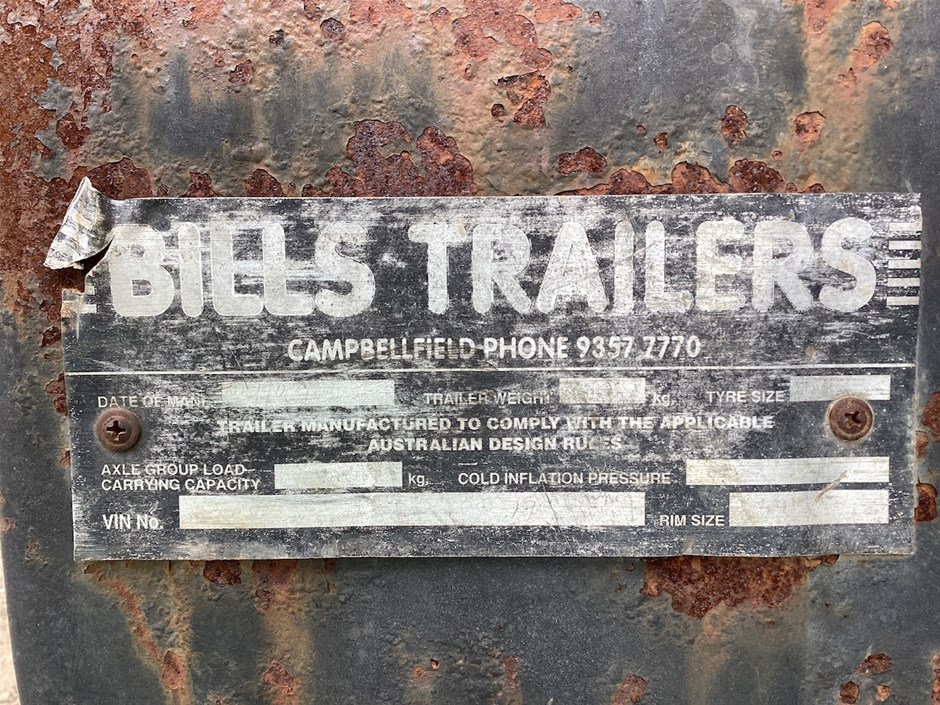 BILLS TRAILERS
CAMPBELLFIELD PHONE 9357 7770
DATE OF MANF. TRAILER WEIGHT kg. TYRE SIZE
TRAILER MANUFACTURED TO COMPLY WITH THE APPLICABLE
AUSTRALIAN DESIGN RULES
AXLE GROUP LOAD
CARRYING CAPACITY kg. COLD INFLATION PRESSURE
VIN No. RIM SIZE